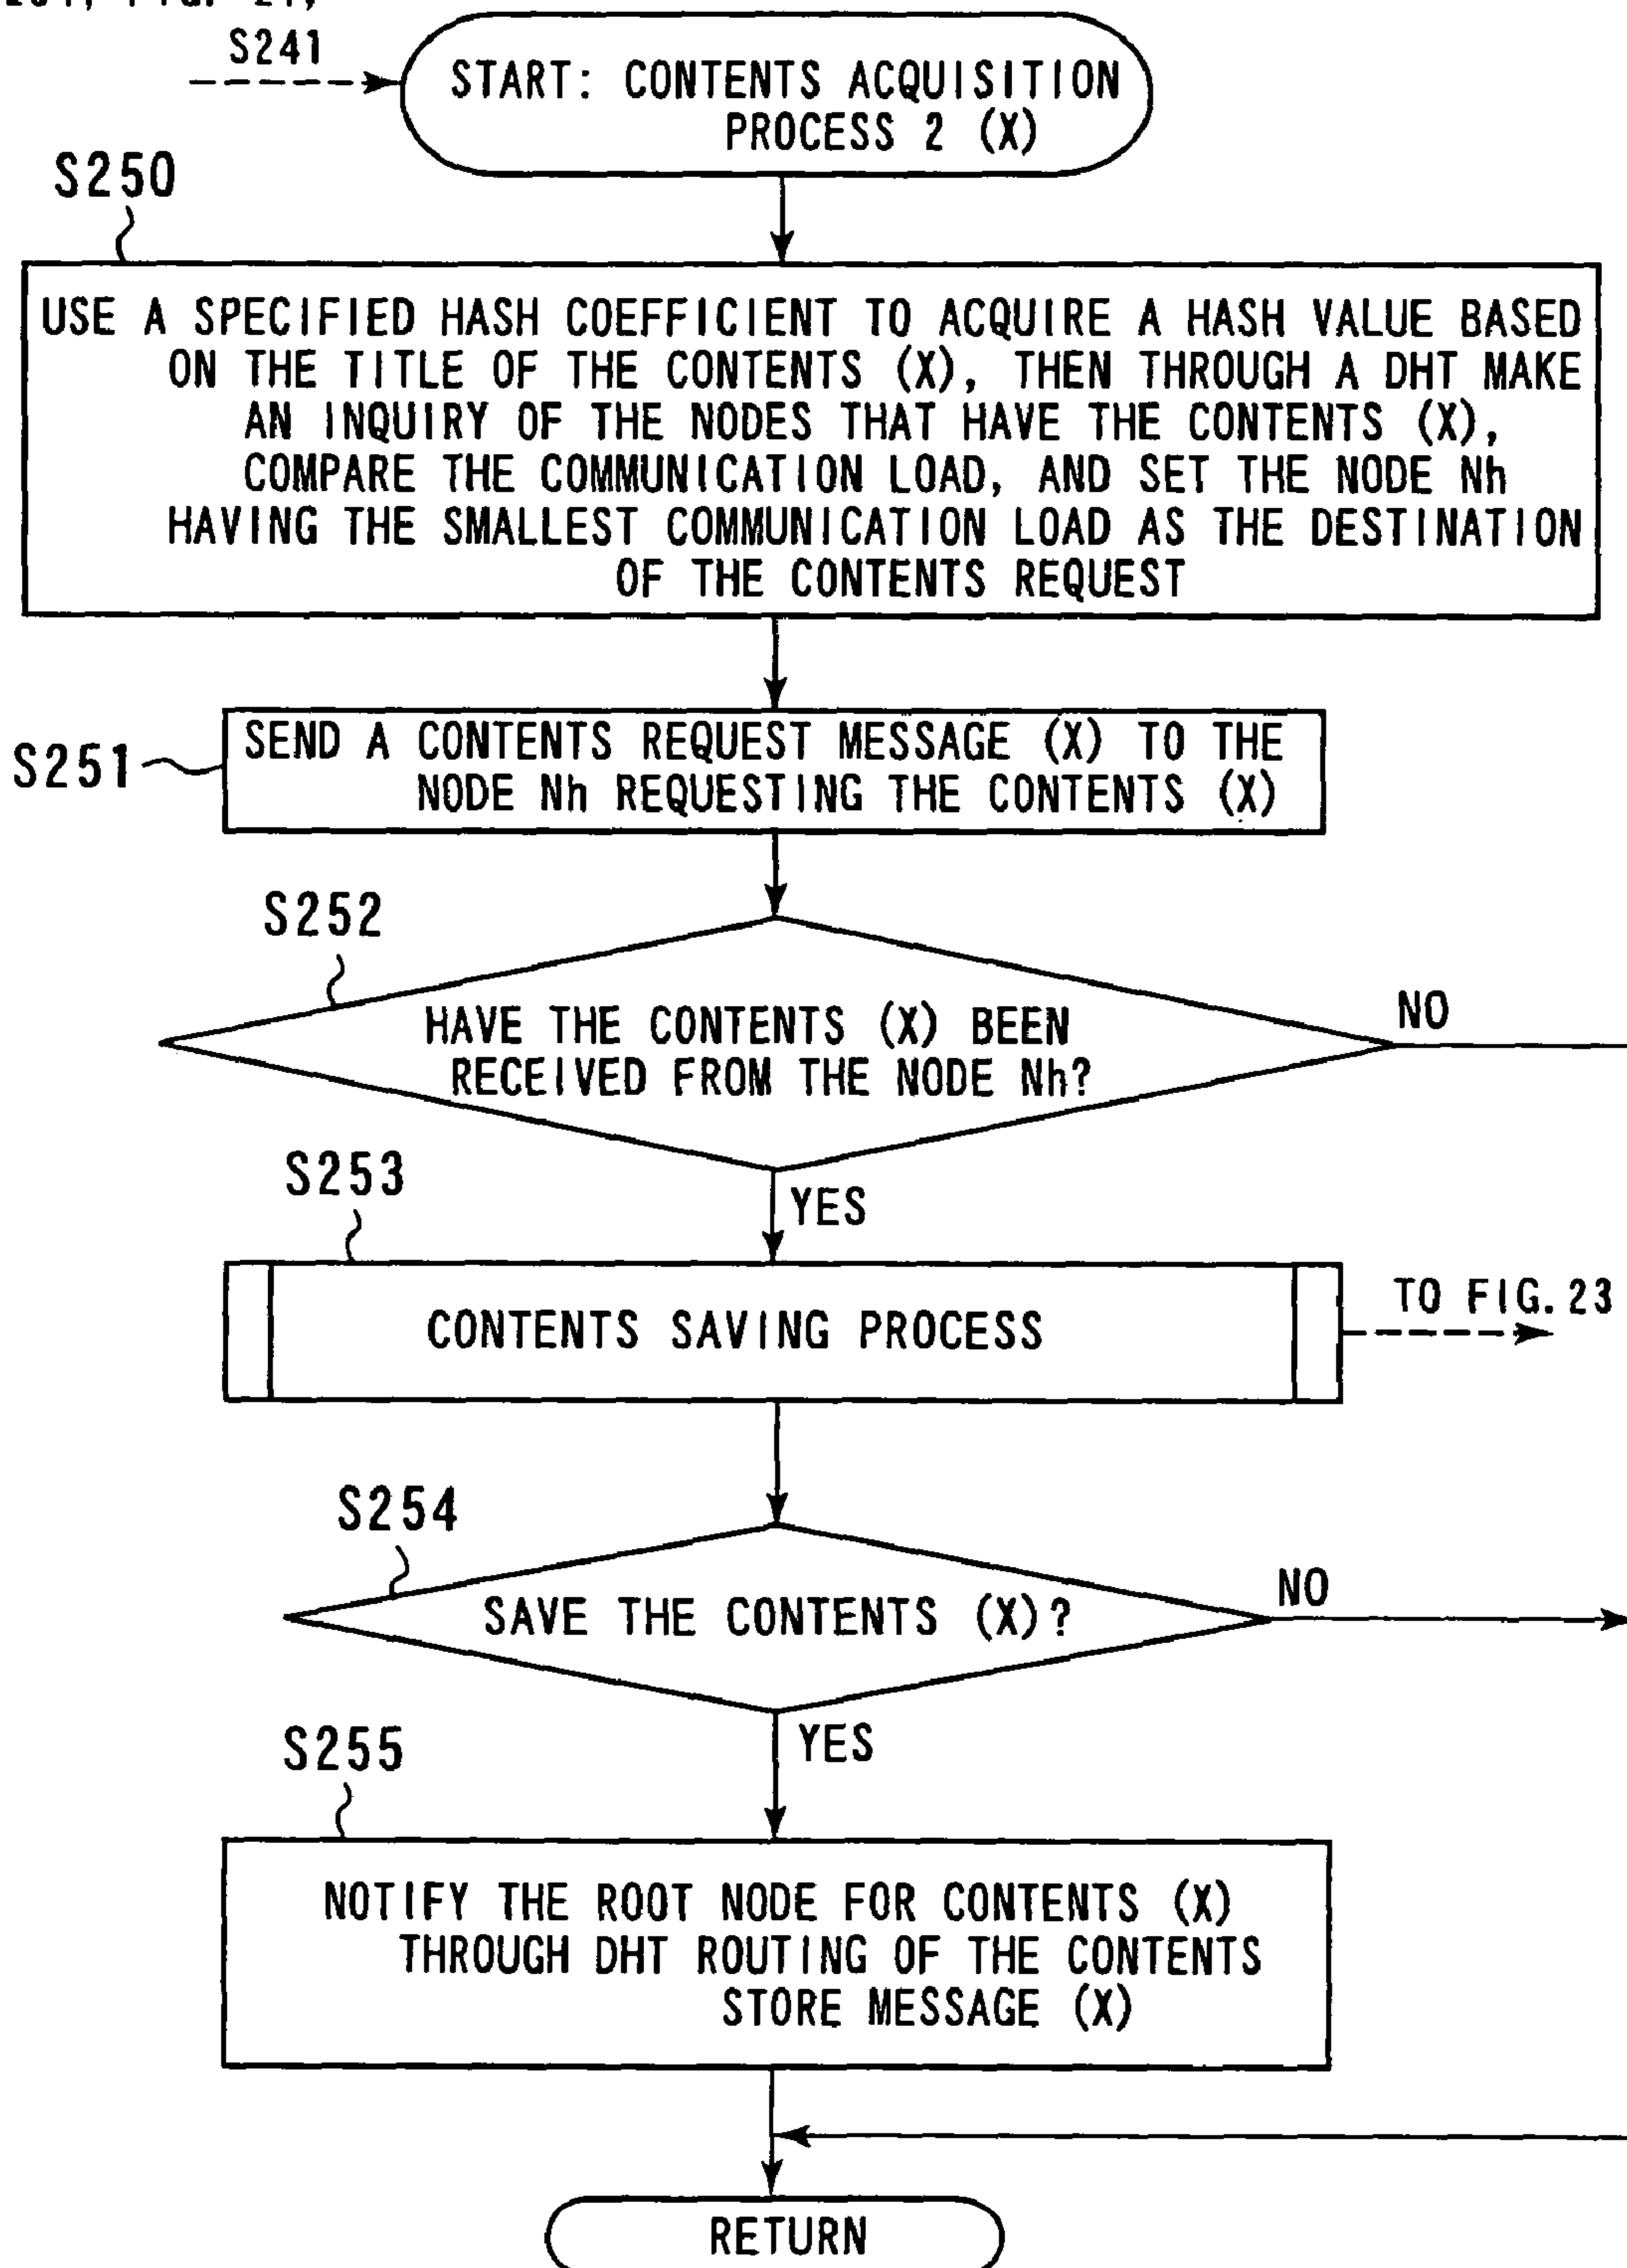 S241
START: CONTENTS ACQUISITION
PROCESS 2 (X)
S250
USE A SPECIFIED HASH COEFFICIENT TO ACQUIRE A HASH VALUE BASED
ON THE TITLE OF THE CONTENTS (X), THEN THROUGH A DHT MAKE
AN INQUIRY OF THE NODES THAT HAVE THE CONTENTS (X),
COMPARE THE COMMUNICATION LOAD, AND SET THE NODE Nh
HAVING THE SMALLEST COMMUNICATION LOAD AS THE DESTINATION
OF THE CONTENTS REQUEST
S251
SEND A CONTENTS REQUEST MESSAGE (X) TO THE
NODE Nh REQUESTING THE CONTENTS (X)
S252
HAVE THE CONTENTS (X) BEEN
RECEIVED FROM THE NODE Nh?
NO
YES
S253
CONTENTS SAVING PROCESS
TO FIG. 23
S254
SAVE THE CONTENTS (X)?
NO
YES
S255
NOTIFY THE ROOT NODE FOR CONTENTS (X)
THROUGH DHT ROUTING OF THE CONTENTS
STORE MESSAGE (X)
RETURN